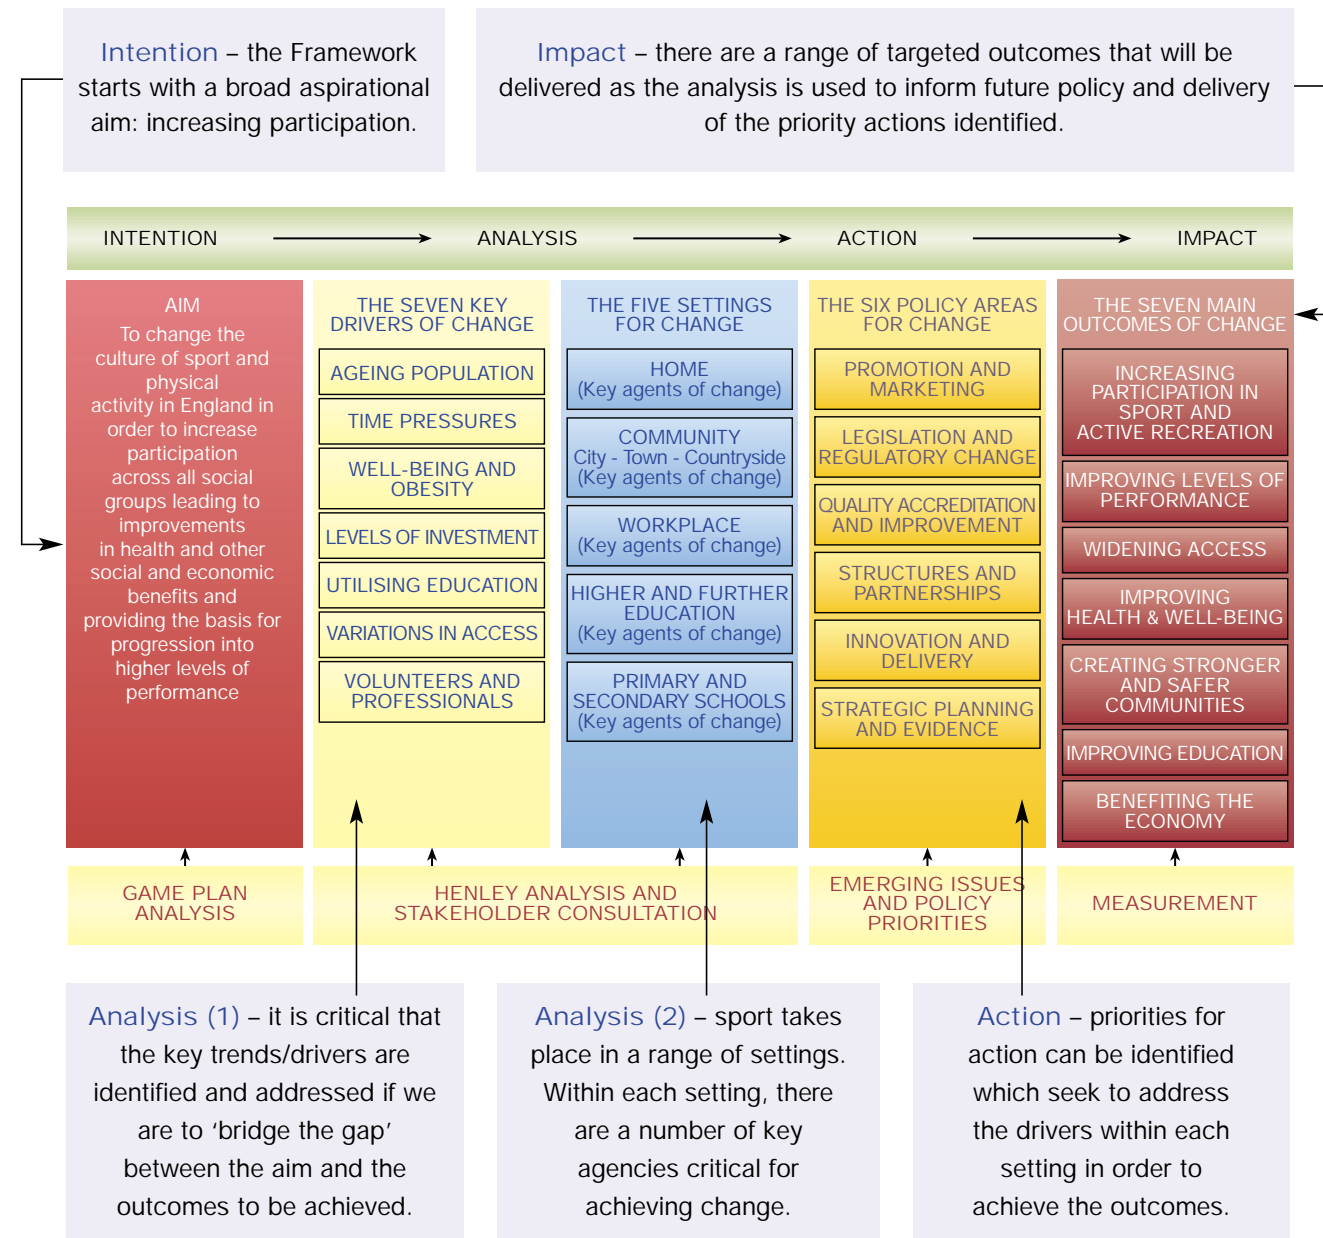 Intention – the Framework
starts with a broad aspirational
aim: increasing participation.
Impact – there are a range of targeted outcomes that will be
delivered as the analysis is used to inform future policy and delivery
of the priority actions identified.
INTENTION
ANALYSIS
ACTION
IMPACT
AIM
To change the
culture of sport and
physical
activity in England in
order to increase
participation
across all social
groups leading to
improvements
in health and other
social and economic
benefits and
providing the basis for
progression into
higher levels of
performance
THE SEVEN KEY
DRIVERS OF CHANGE
AGEING POPULATION
TIME PRESSURES
WELL-BEING AND
OBESITY
LEVELS OF INVESTMENT
UTILISING EDUCATION
VARIATIONS IN ACCESS
VOLUNTEERS AND
PROFESSIONALS
THE FIVE SETTINGS
FOR CHANGE
HOME
(Key agents of change)
COMMUNITY
City - Town - Countryside
(Key agents of change)
WORKPLACE
(Key agents of change)
HIGHER AND FURTHER
EDUCATION
(Key agents of change)
PRIMARY AND
SECONDARY SCHOOLS
(Key agents of change)
THE SIX POLICY AREAS
FOR CHANGE
PROMOTION AND
MARKETING
LEGISLATION AND
REGULATORY CHANGE
QUALITY ACCREDITATION
AND IMPROVEMENT
STRUCTURES AND
PARTNERSHIPS
INNOVATION AND
DELIVERY
STRATEGIC PLANNING
AND EVIDENCE
THE SEVEN MAIN
OUTCOMES OF CHANGE
INCREASING
PARTICIPATION IN
SPORT AND
ACTIVE RECREATION
IMPROVING LEVELS OF
PERFORMANCE
WIDENING ACCESS
IMPROVING
HEALTH & WELL-BEING
CREATING STRONGER
AND SAFER
COMMUNITIES
IMPROVING EDUCATION
BENEFITING THE
ECONOMY
GAME PLAN
ANALYSIS
HENLEY ANALYSIS AND
STAKEHOLDER CONSULTATION
EMERGING ISSUES
AND POLICY
PRIORITIES
MEASUREMENT
Analysis (1) – it is critical that
the key trends/drivers are
identified and addressed if we
are to ‘bridge the gap’
between the aim and the
outcomes to be achieved.
Analysis (2) – sport takes
place in a range of settings.
Within each setting, there
are a number of key
agencies critical for
achieving change.
Action – priorities for
action can be identified
which seek to address
the drivers within each
setting in order to
achieve the outcomes.